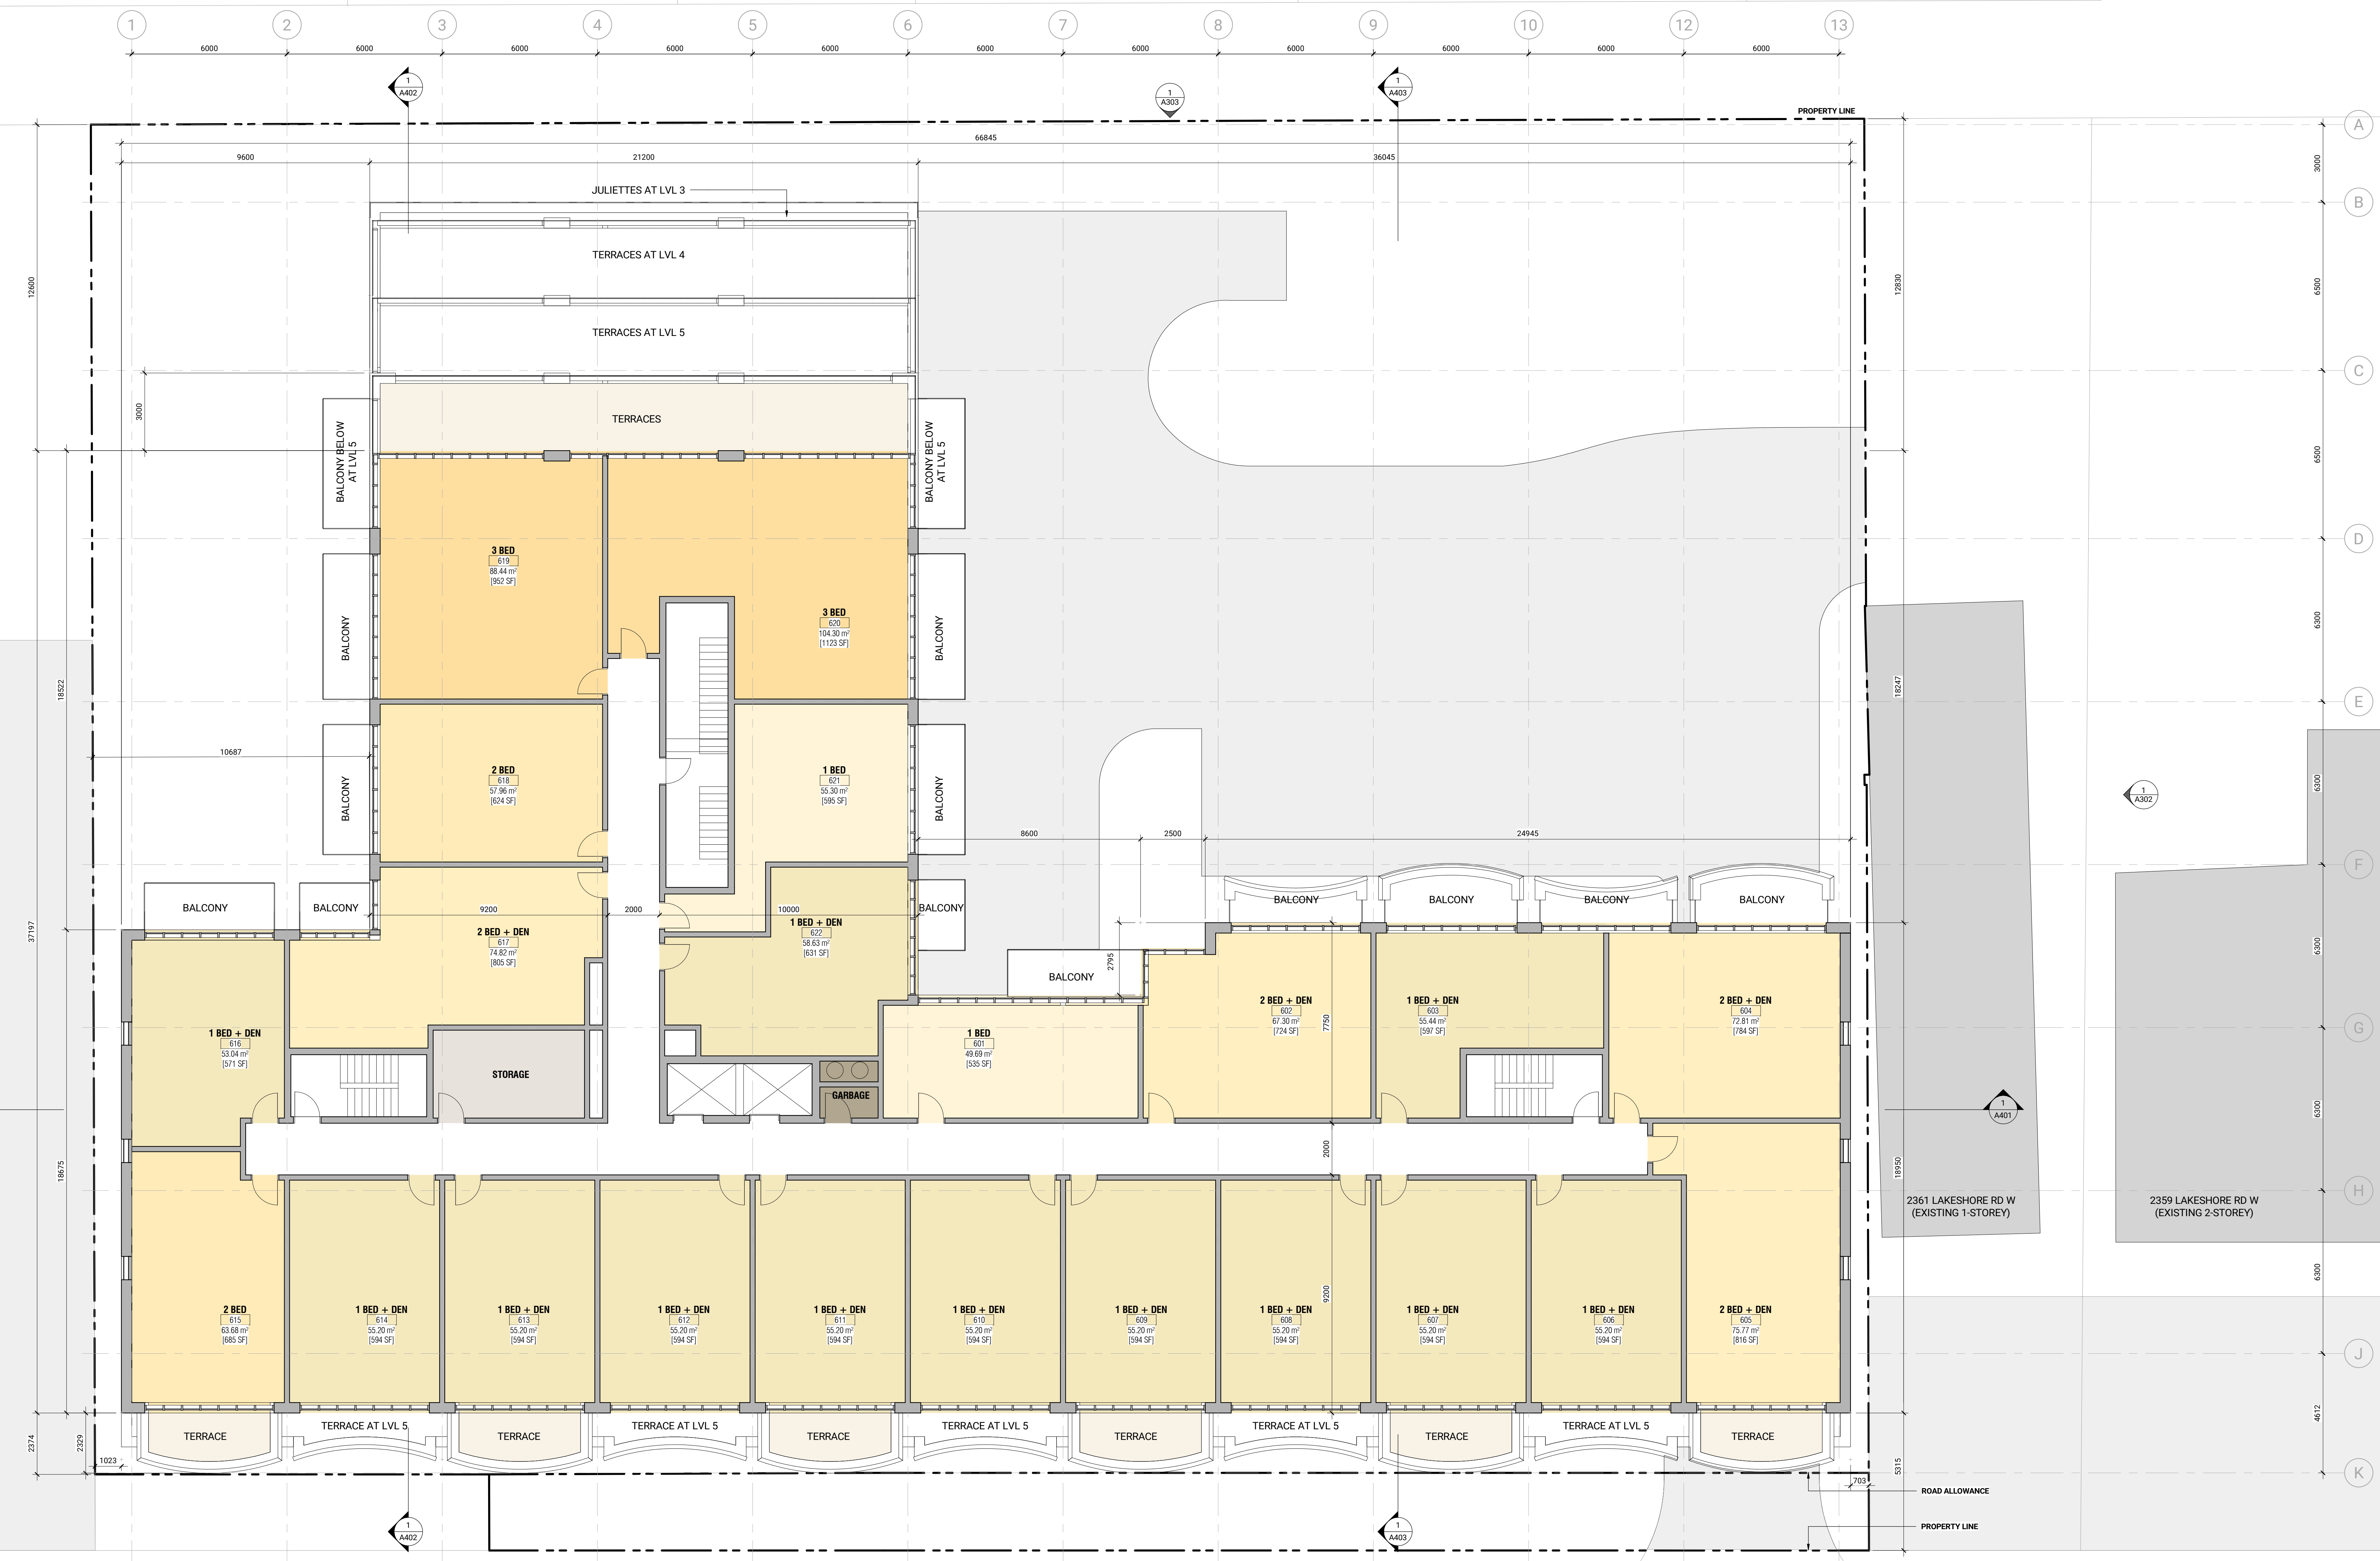 1
2
3
4
5
6
7
8
9
10
12
13
6000
6000
6000
6000
6000
6000
6000
6000
6000
6000
6000
1
A402
1
A303
1
A403
PROPERTY LINE
A
66845
9600
21200
36045
3000
JULIETTES AT LVL 3
B
TERRACES AT LVL 4
12600
12830
6500
TERRACES AT LVL 5
C
3000
TERRACES
BALCONY BELOW
AT LVL 5
BALCONY BELOW
AT LVL 5
6500
D
3 BED
619
88.44 m²
[952 SF]
3 BED
620
104.30 m²
[1123 SF]
BALCONY
BALCONY
6300
18522
18247
E
10687
2 BED
618
57.96 m²
[624 SF]
1 BED
621
55.30 m²
[595 SF]
BALCONY
BALCONY
6300
1
A302
8600
2500
24945
F
BALCONY
BALCONY
9200
2000
10000
BALCONY
BALCONY
BALCONY
BALCONY
BALCONY
37197
2 BED + DEN
617
74.82 m²
[805 SF]
1 BED + DEN
622
58.63 m²
[631 SF]
2795
BALCONY
6300
1 BED + DEN
616
53.04 m²
[571 SF]
1 BED
601
49.69 m²
[535 SF]
2 BED + DEN
602
67.30 m²
[724 SF]
7750
1 BED + DEN
603
55.44 m²
[597 SF]
2 BED + DEN
604
72.81 m²
[784 SF]
G
STORAGE
GARBAGE
6300
1
A401
18675
2000
18950
H
2361 LAKESHORE RD W
(EXISTING 1-STOREY)
2359 LAKESHORE RD W
(EXISTING 2-STOREY)
6300
9200
2 BED
615
63.68 m²
[685 SF]
1 BED + DEN
614
55.20 m²
[594 SF]
1 BED + DEN
613
55.20 m²
[594 SF]
1 BED + DEN
612
55.20 m²
[594 SF]
1 BED + DEN
611
55.20 m²
[594 SF]
1 BED + DEN
610
55.20 m²
[594 SF]
1 BED + DEN
609
55.20 m²
[594 SF]
1 BED + DEN
608
55.20 m²
[594 SF]
1 BED + DEN
607
55.20 m²
[594 SF]
1 BED + DEN
606
55.20 m²
[594 SF]
2 BED + DEN
605
75.77 m²
[816 SF]
J
4612
2374
2329
TERRACE
TERRACE AT LVL 5
TERRACE
TERRACE AT LVL 5
TERRACE
TERRACE AT LVL 5
TERRACE
TERRACE AT LVL 5
TERRACE
TERRACE AT LVL 5
TERRACE
1023
5315
703
K
ROAD ALLOWANCE
PROPERTY LINE
1
A402
1
A403